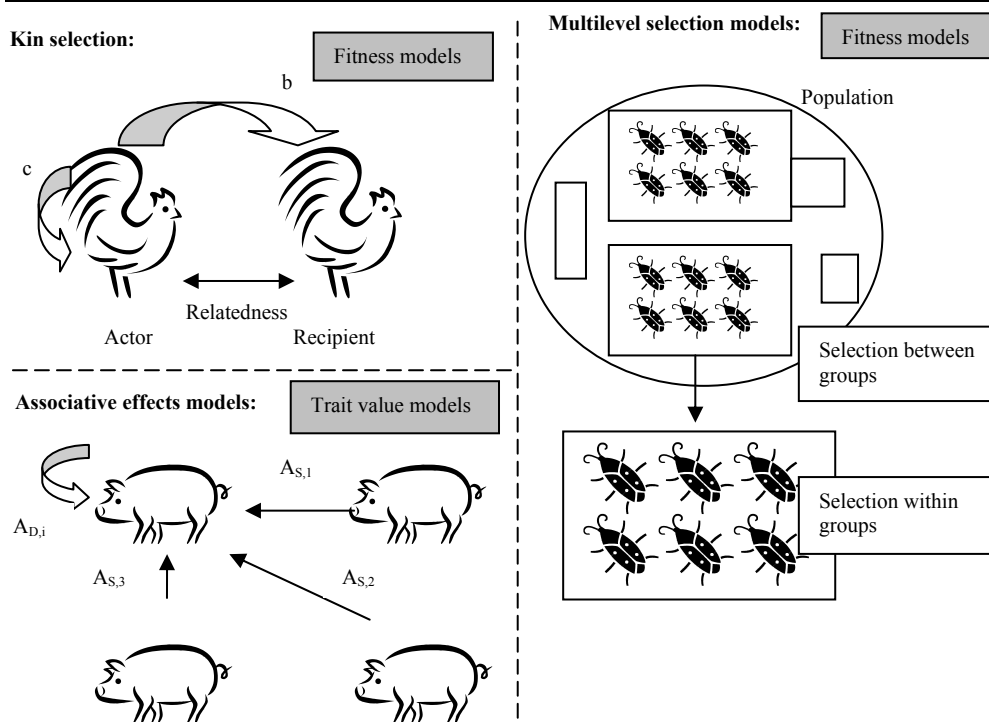 Kin selection:
Fitness models
b
c
Relatedness
Actor
Recipient
Associative effects models:
Trait value models
A_{S,1}
A_{D,i}
A_{S,3}
A_{S,2}
Multilevel selection models:
Fitness models
Population
Selection between
groups
Selection within
groups